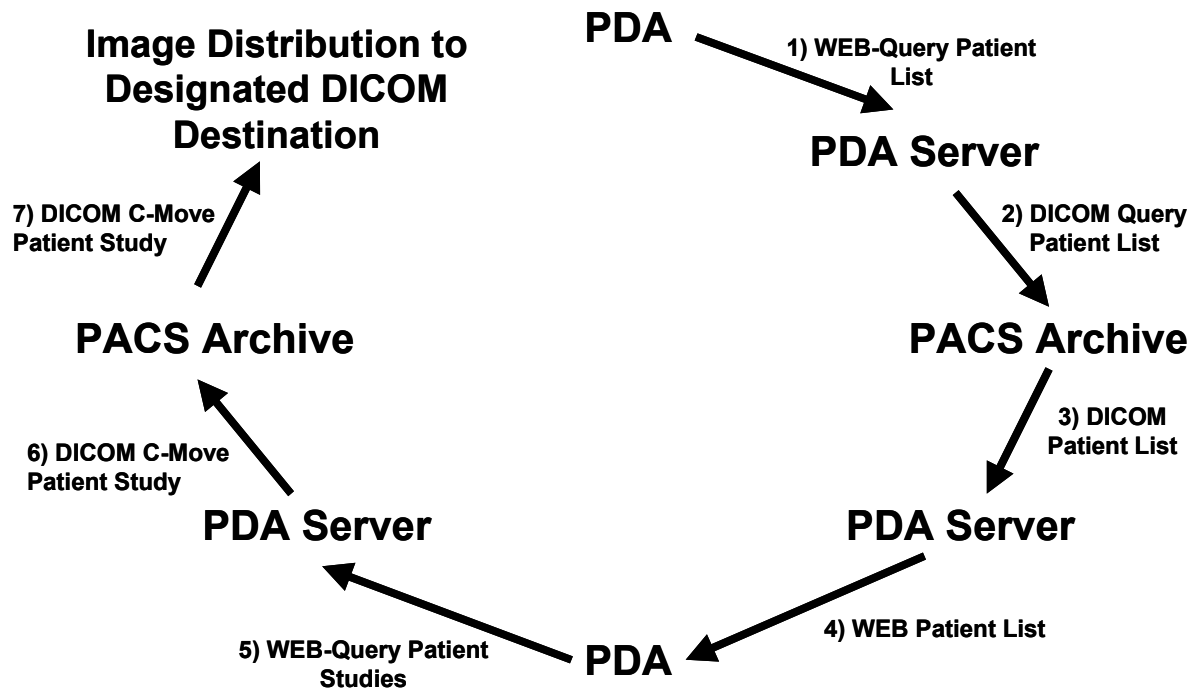 PDA
1) WEB-Query Patient
List
PDA Server
2) DICOM Query
Patient List
PACS Archive
3) DICOM
Patient List
PDA Server
4) WEB Patient List
PDA
5) WEB-Query Patient
Studies
PDA Server
6) DICOM C-Move
Patient Study
PACS Archive
7) DICOM C-Move
Patient Study
Image Distribution to
Designated DICOM
Destination